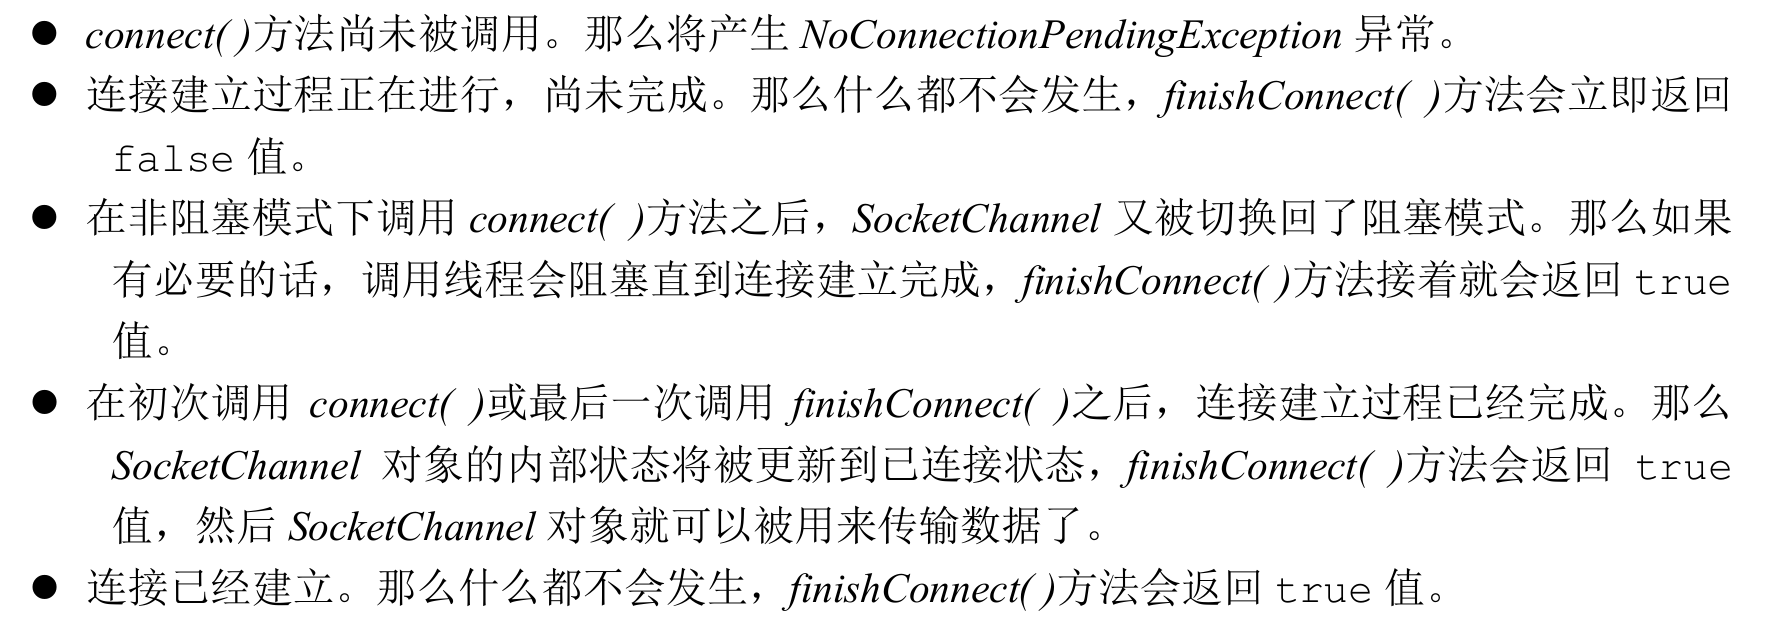 ● connect( )方法尚未被调用。那么将产生 NoConnectionPendingException 异常。
● 连接建立过程正在进行，尚未完成。那么什么都不会发生，finishConnect( )方法会立即返回
false 值。
● 在非阻塞模式下调用 connect( )方法之后，SocketChannel 又被切换回了阻塞模式。那么如果
有必要的话，调用线程会阻塞直到连接建立完成，finishConnect( )方法接着就会返回 true
值。
● 在初次调用 connect( )或最后一次调用 finishConnect( )之后，连接建立过程已经完成。那么
SocketChannel 对象的内部状态将被更新到已连接状态，finishConnect( )方法会返回 true
值，然后 SocketChannel 对象就可以被用来传输数据了。
● 连接已经建立。那么什么都不会发生，finishConnect( )方法会返回 true 值。